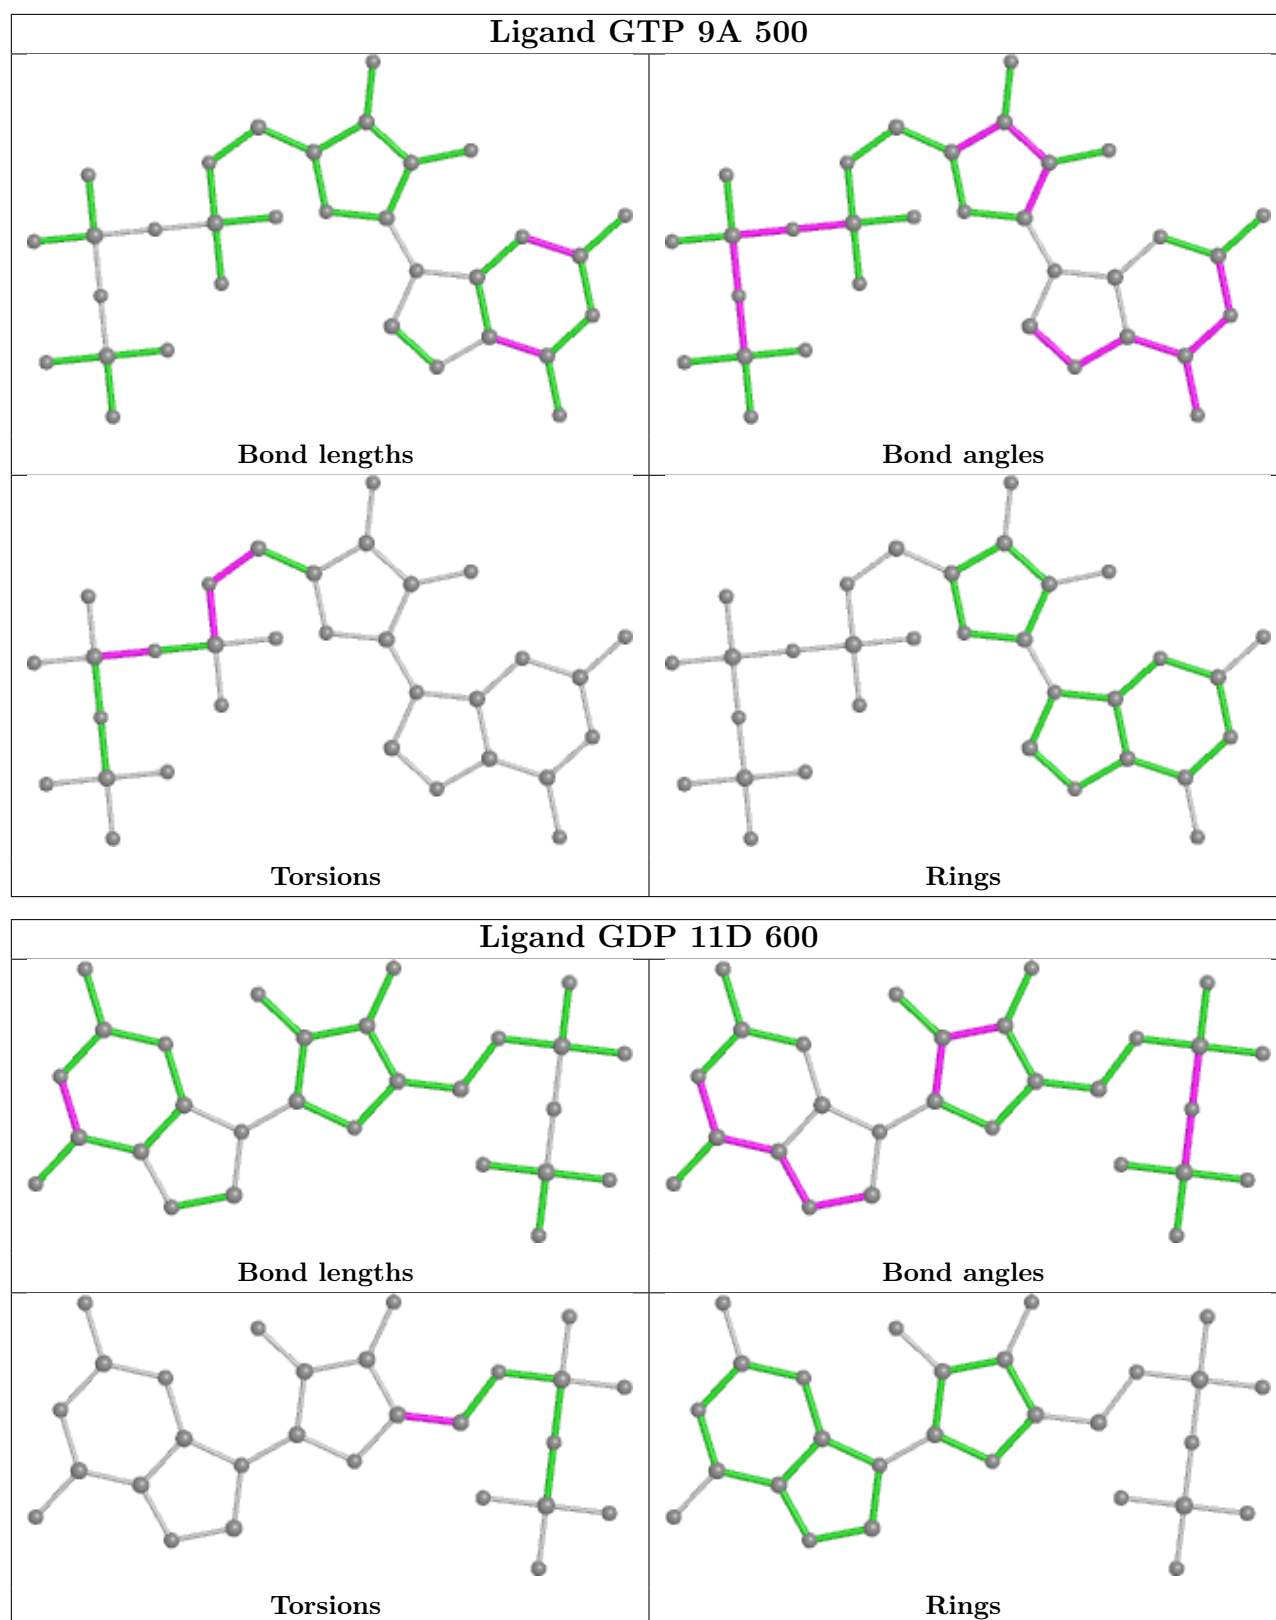 Ligand GTP 9A 500
Bond lengths
Bond angles
Torsions
Rings
Ligand GDP 11D 600
Bond lengths
Bond angles
Torsions
Rings